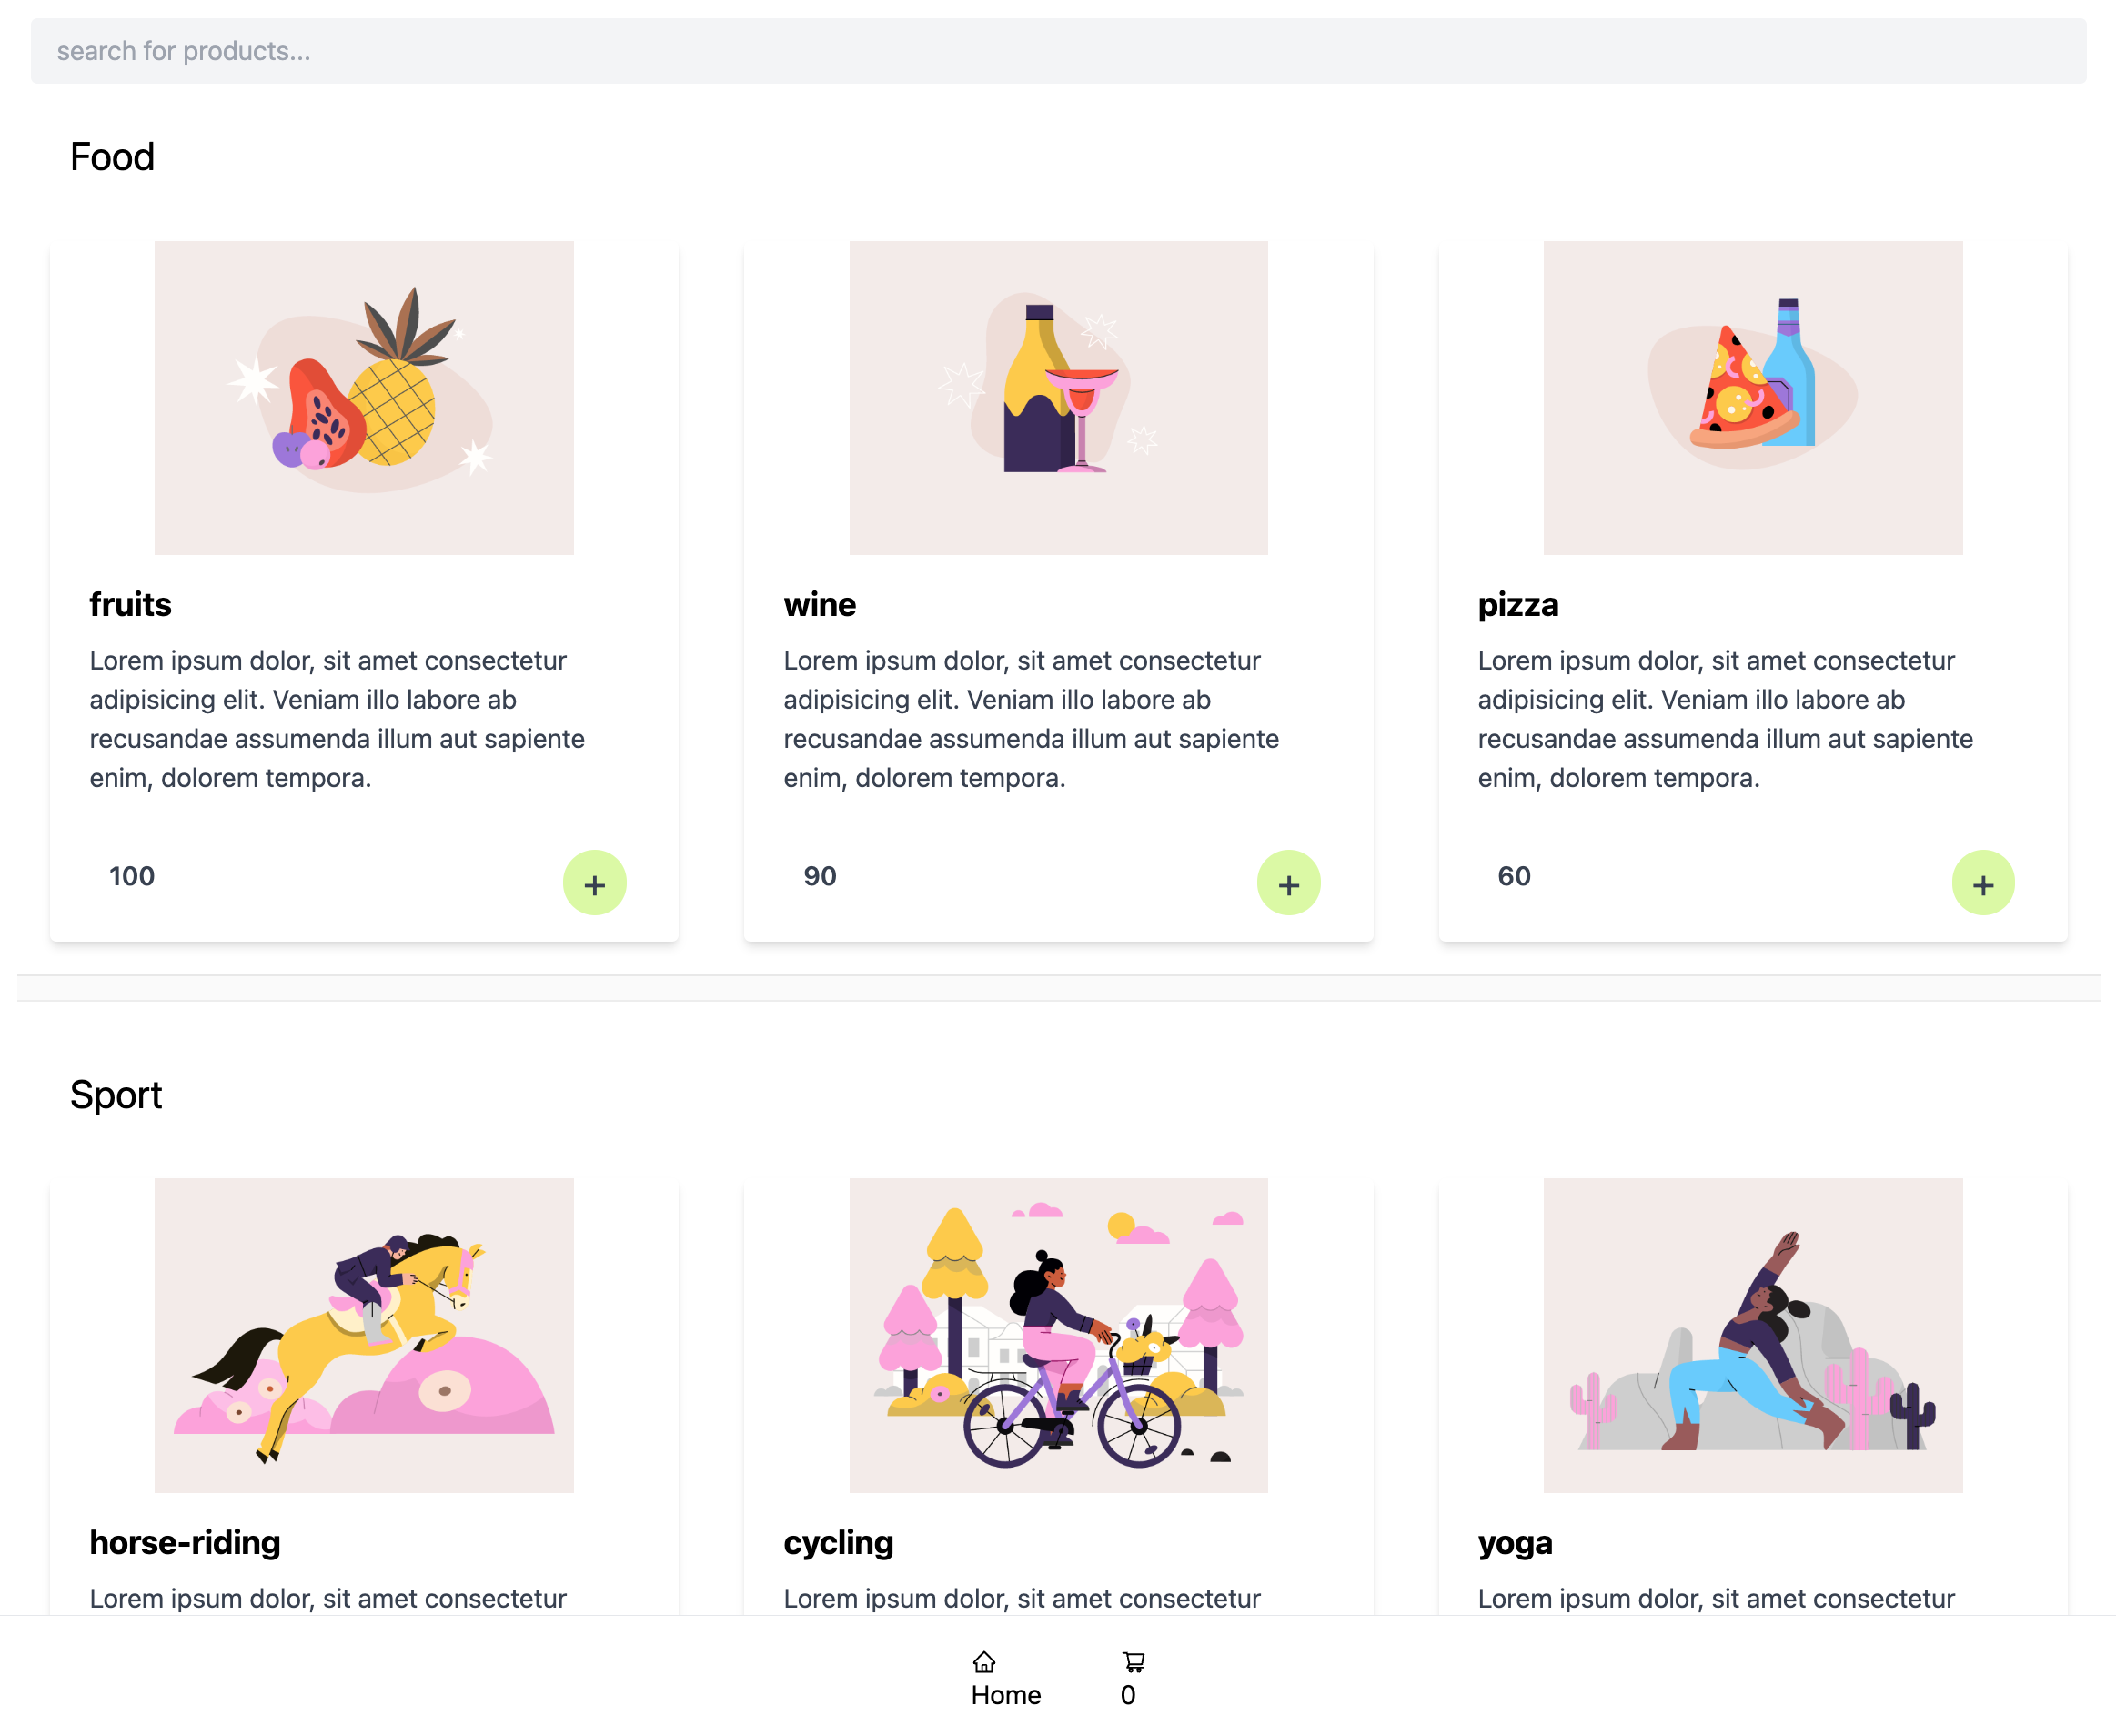 search for products...
Food
fruits
Lorem ipsum dolor, sit amet consectetur
adipisicing elit. Veniam illo labore ab
recusandae assumenda illum aut sapiente
enim, dolorem tempora.
100
+
wine
Lorem ipsum dolor, sit amet consectetur
adipisicing elit. Veniam illo labore ab
recusandae assumenda illum aut sapiente
enim, dolorem tempora.
90
+
pizza
Lorem ipsum dolor, sit amet consectetur
adipisicing elit. Veniam illo labore ab
recusandae assumenda illum aut sapiente
enim, dolorem tempora.
60
+
Sport
horse-riding
Lorem ipsum dolor, sit amet consectetur
cycling
Lorem ipsum dolor, sit amet consectetur
yoga
Lorem ipsum dolor, sit amet consectetur
Home
0